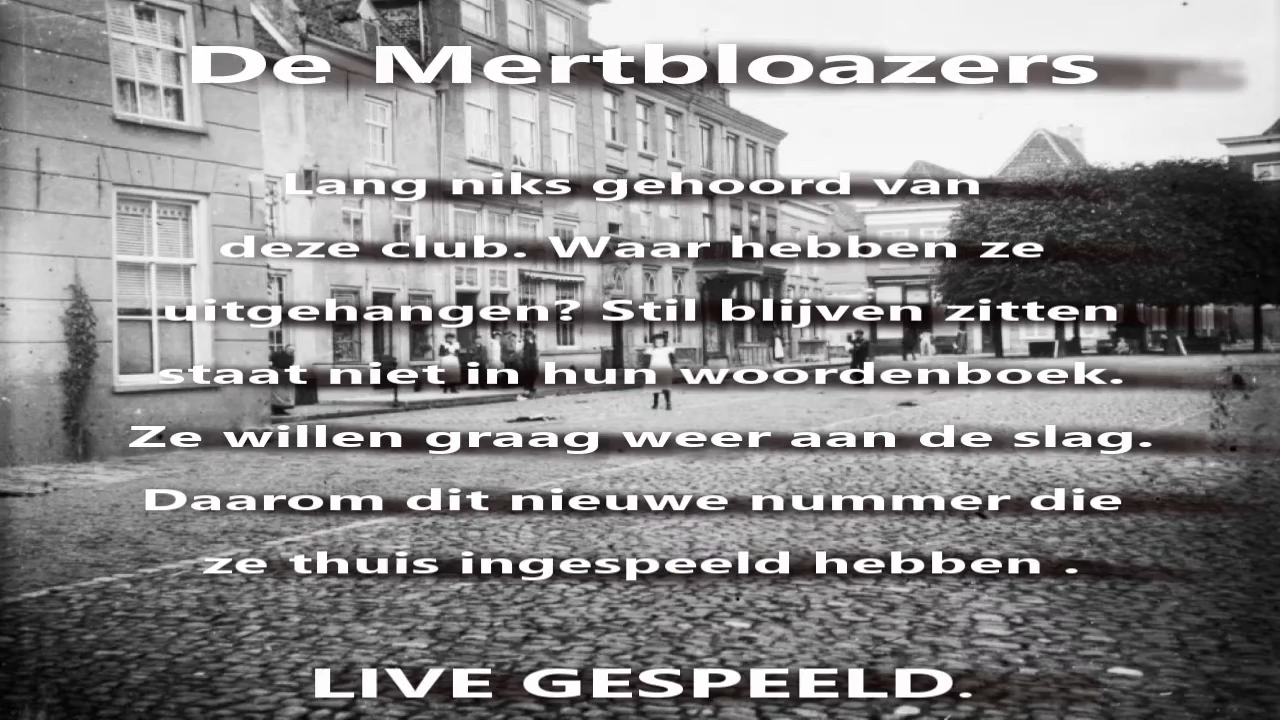 De Mertbloazers
Lang niks gehoord van
deze club. Waar hebben ze
uitgehangen? Stil blijven zitten
staat niet in hun woordenboek.
Ze willen graag weer aan de slag.
Daarom dit nieuwe nummer die
ze thuis ingespeeld hebben .
LIVE GESPEELD.